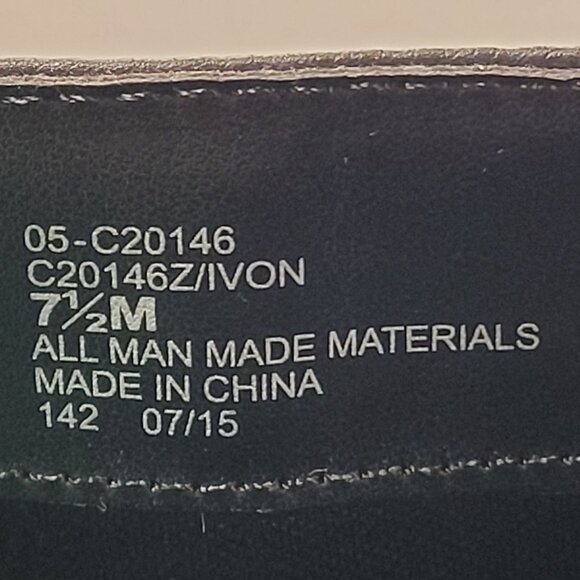 05-C20146
C20146Z/IVON
7½M
ALL MAN MADE MATERIALS
MADE IN CHINA
142 07/15